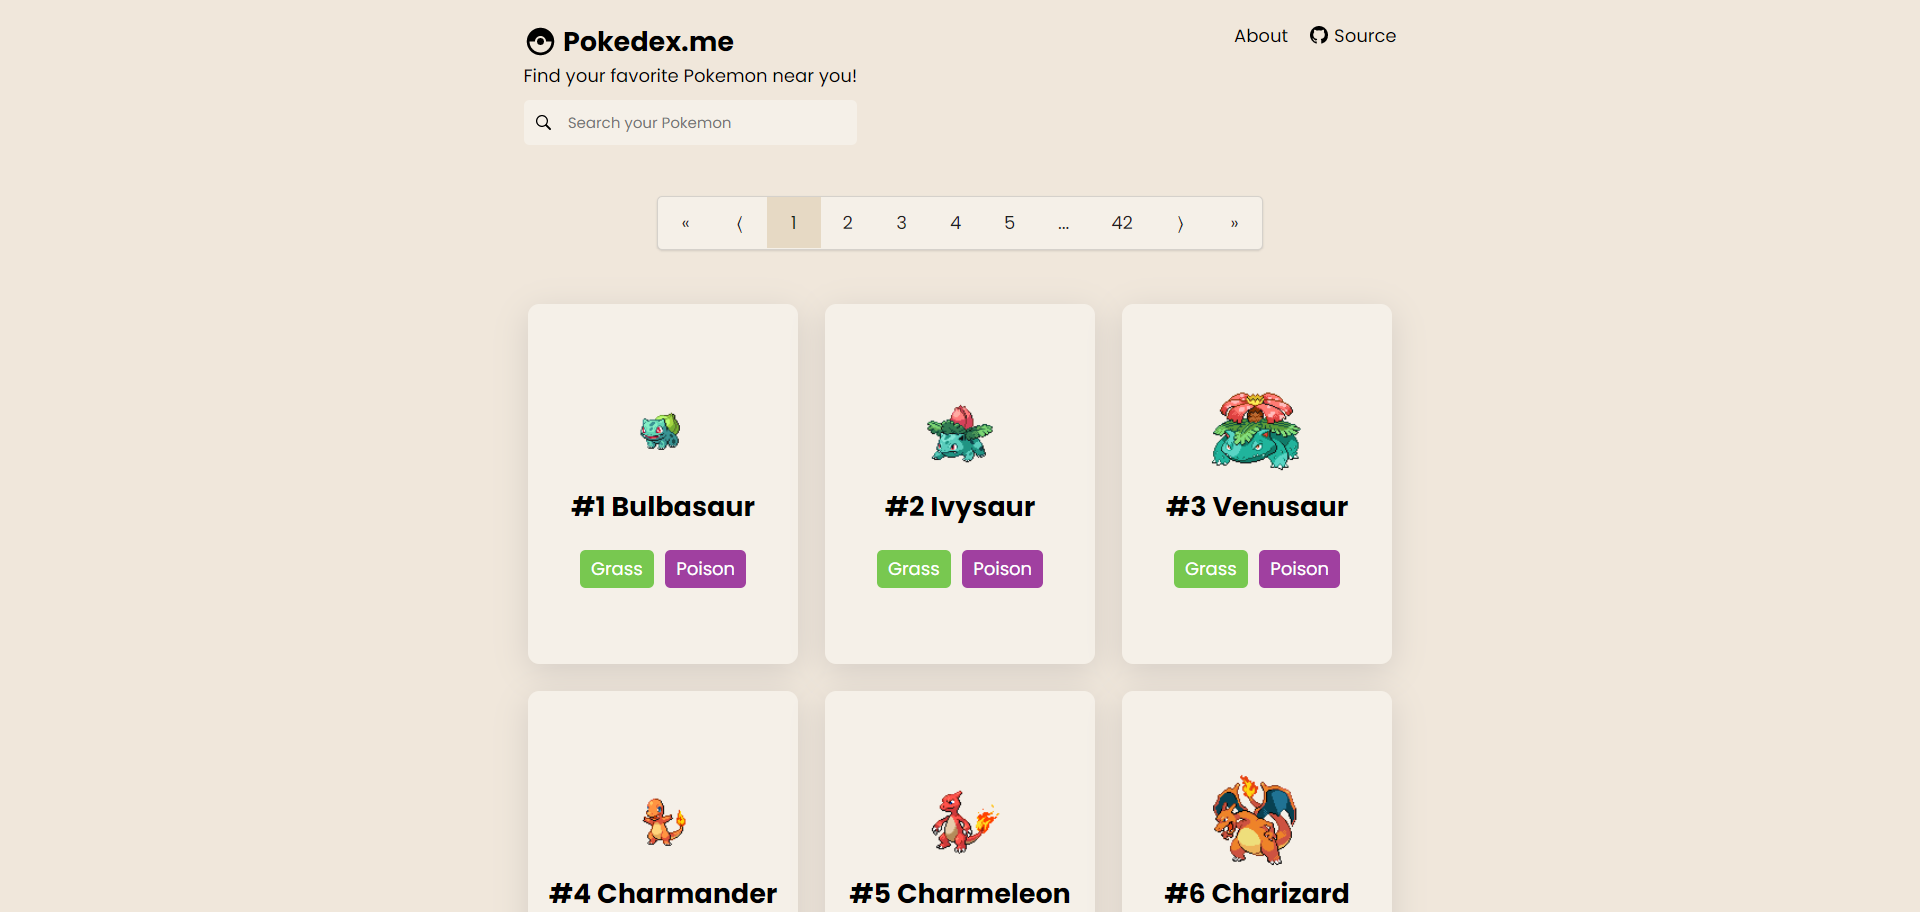 Pokedex.me
About Source
Find your favorite Pokemon near you!
Search your Pokemon
« ⟨ 1 2 3 4 5 ... 42 ⟩ »
#1 Bulbasaur
Grass Poison
#2 Ivysaur
Grass Poison
#3 Venusaur
Grass Poison
#4 Charmander
#5 Charmeleon
#6 Charizard